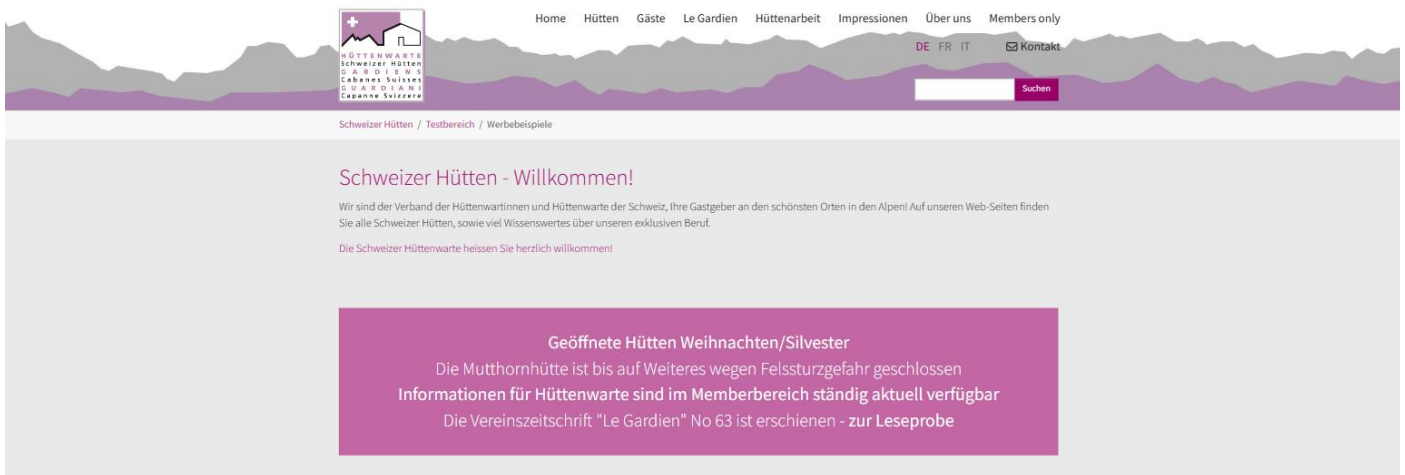 Home Hütten Gäste Le Gardien Hüttenarbeit Impressionen Über uns Members only
DE FR IT Kontakt
HÜTTENWARTE
Schweizer Hütten
GARDIENS
Cabanes Suisses
GUARDIANI
Capanne Svizzere
Suchen
Schweizer Hütten / Testbereich / Werbebeispiele
Schweizer Hütten - Willkommen!
Wir sind der Verband der Hüttenwartinnen und Hüttenwarte der Schweiz, Ihre Gastgeber an den schönsten Orten in den Alpen! Auf unseren Web-Seiten finden
Sie alle Schweizer Hütten, sowie viel Wissenswertes über unseren exklusiven Beruf.
Die Schweizer Hüttenwarte heissen Sie herzlich willkommen!
Geöffnete Hütten Weihnachten/Silvester
Die Mutthornhütte ist bis auf Weiteres wegen Felssturzgefahr geschlossen
Informationen für Hüttenwarte sind im Memberbereich ständig aktuell verfügbar
Die Vereinszeitschrift "Le Gardien" No 63 ist erschienen - zur Leseprobe